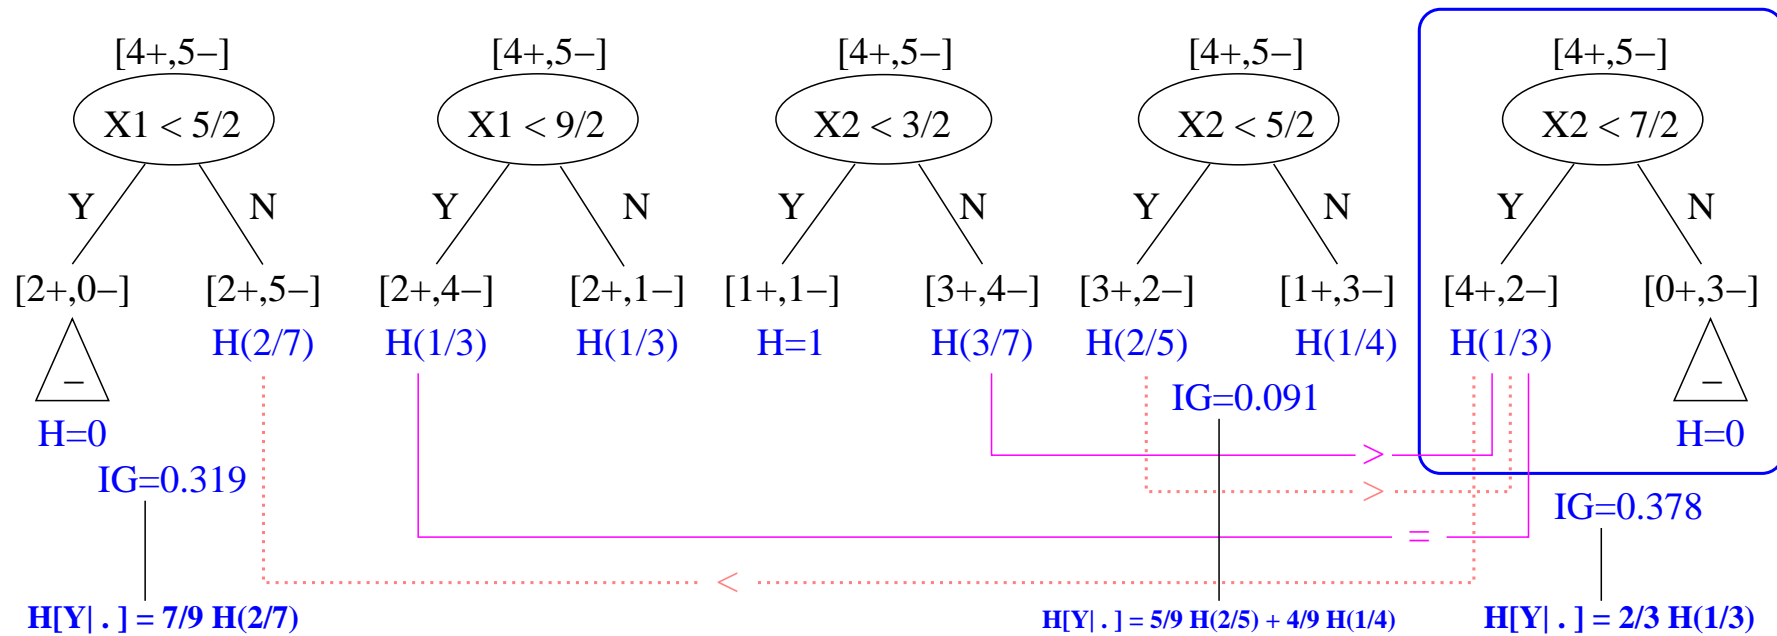 [4+,5−] [4+,5−] [4+,5−] [4+,5−] [4+,5−]
X1 < 5/2 X1 < 9/2 X2 < 3/2 X2 < 5/2 X2 < 7/2
Y N Y N Y N Y N Y N
[2+,0−] [2+,5−] [2+,4−] [2+,1−] [1+,1−] [3+,4−] [3+,2−] [1+,3−] [4+,2−] [0+,3−]
H(2/7) H(1/3) H(1/3) H=1 H(3/7) H(2/5) H(1/4) H(1/3)
− −
IG=0.091
H=0 H=0
>
IG=0.319
>
IG=0.378
=
<
H[Y| . ] = 7/9 H(2/7) H[Y| . ] = 5/9 H(2/5) + 4/9 H(1/4) H[Y| . ] = 2/3 H(1/3)